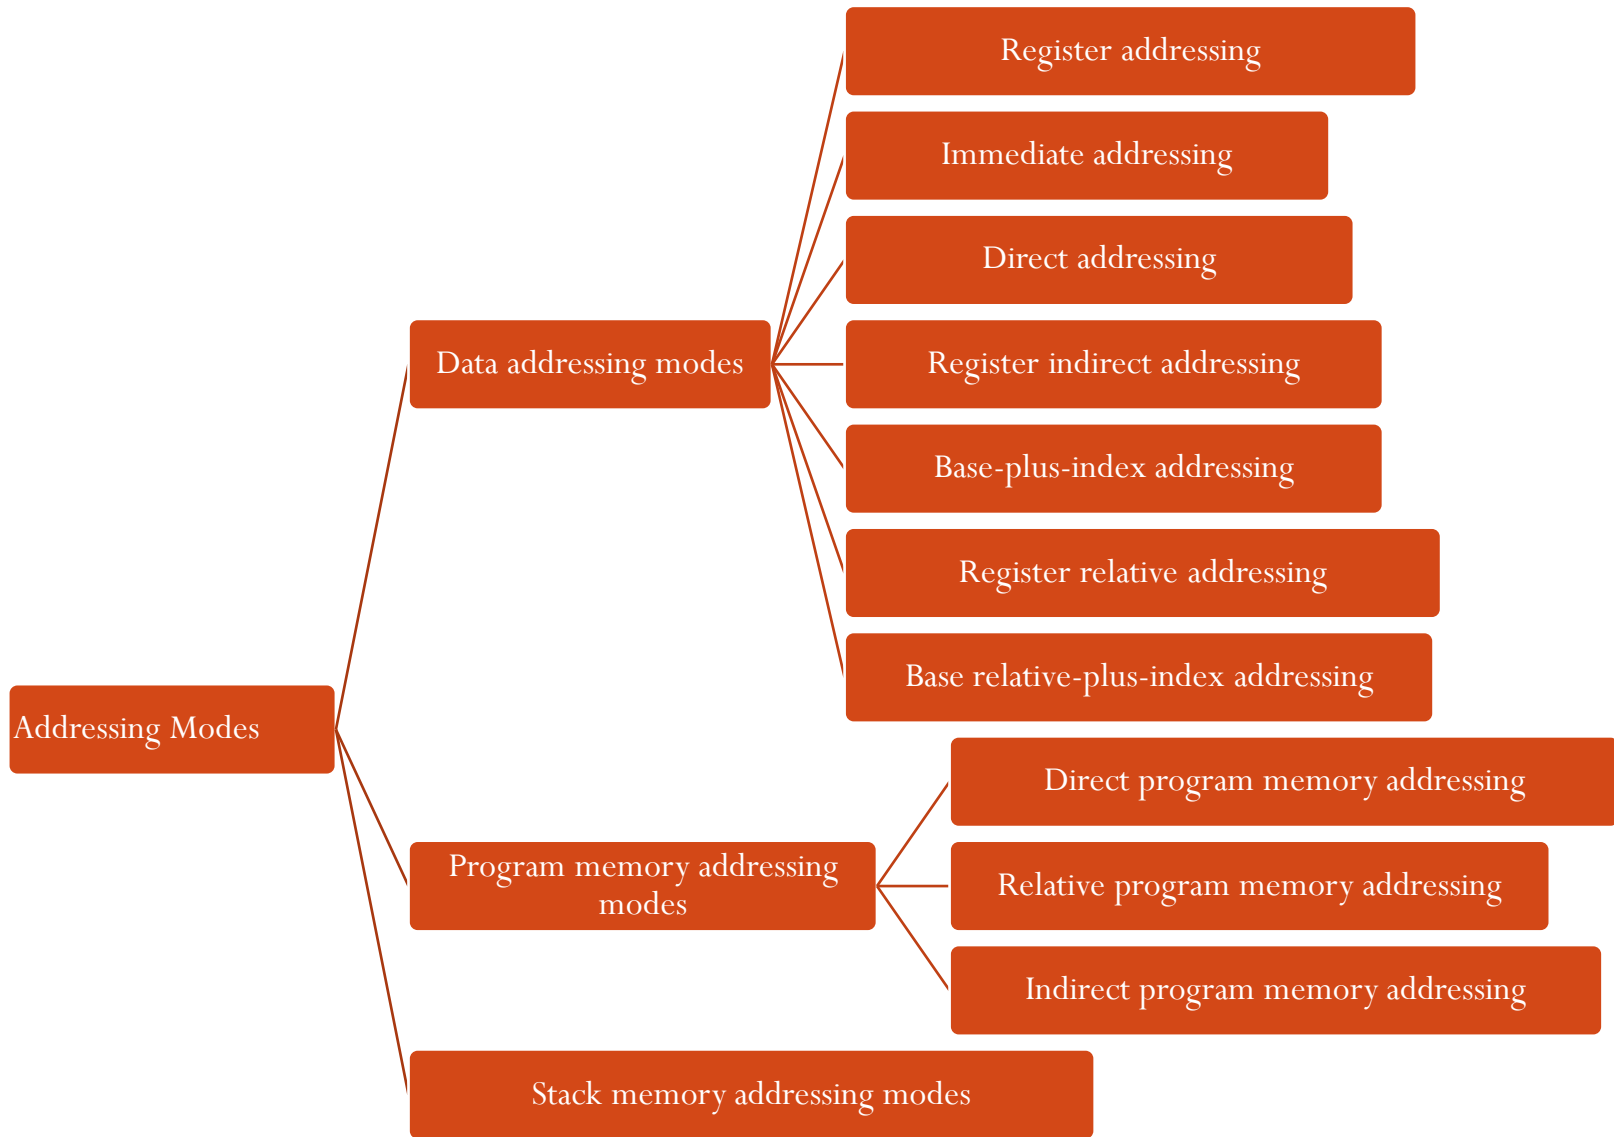 Register addressing
Immediate addressing
Direct addressing
Data addressing modes
Register indirect addressing
Base-plus-index addressing
Register relative addressing
Base relative-plus-index addressing
Addressing Modes
Direct program memory addressing
Program memory addressing
modes
Relative program memory addressing
Indirect program memory addressing
Stack memory addressing modes